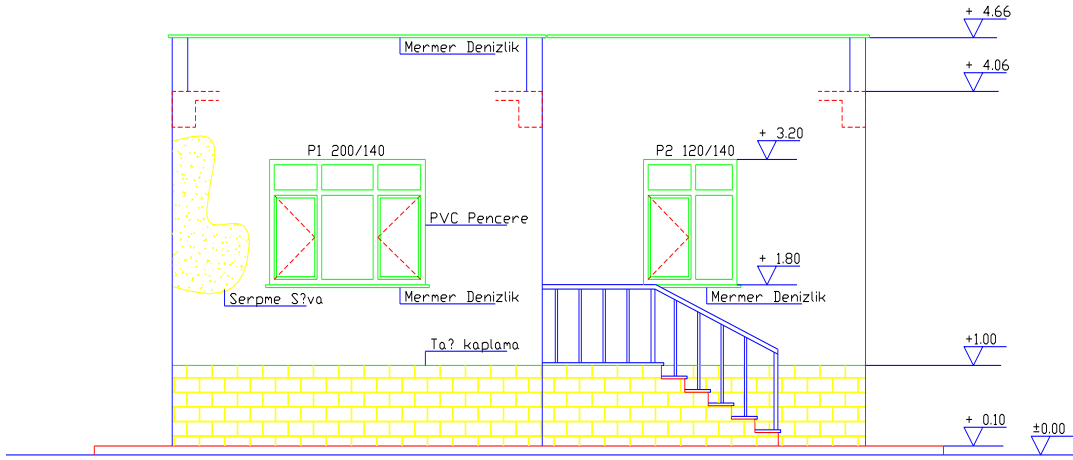 + 4.66
Mermer Denizlik
+ 4.06
+ 3.20
P1 200/140
P2 120/140
PVC Pencere
+ 1.80
Serpme S?va
Mermer Denizlik
Mermer Denizlik
+1.00
Ta? kaplama
+ 0.10
±0.00